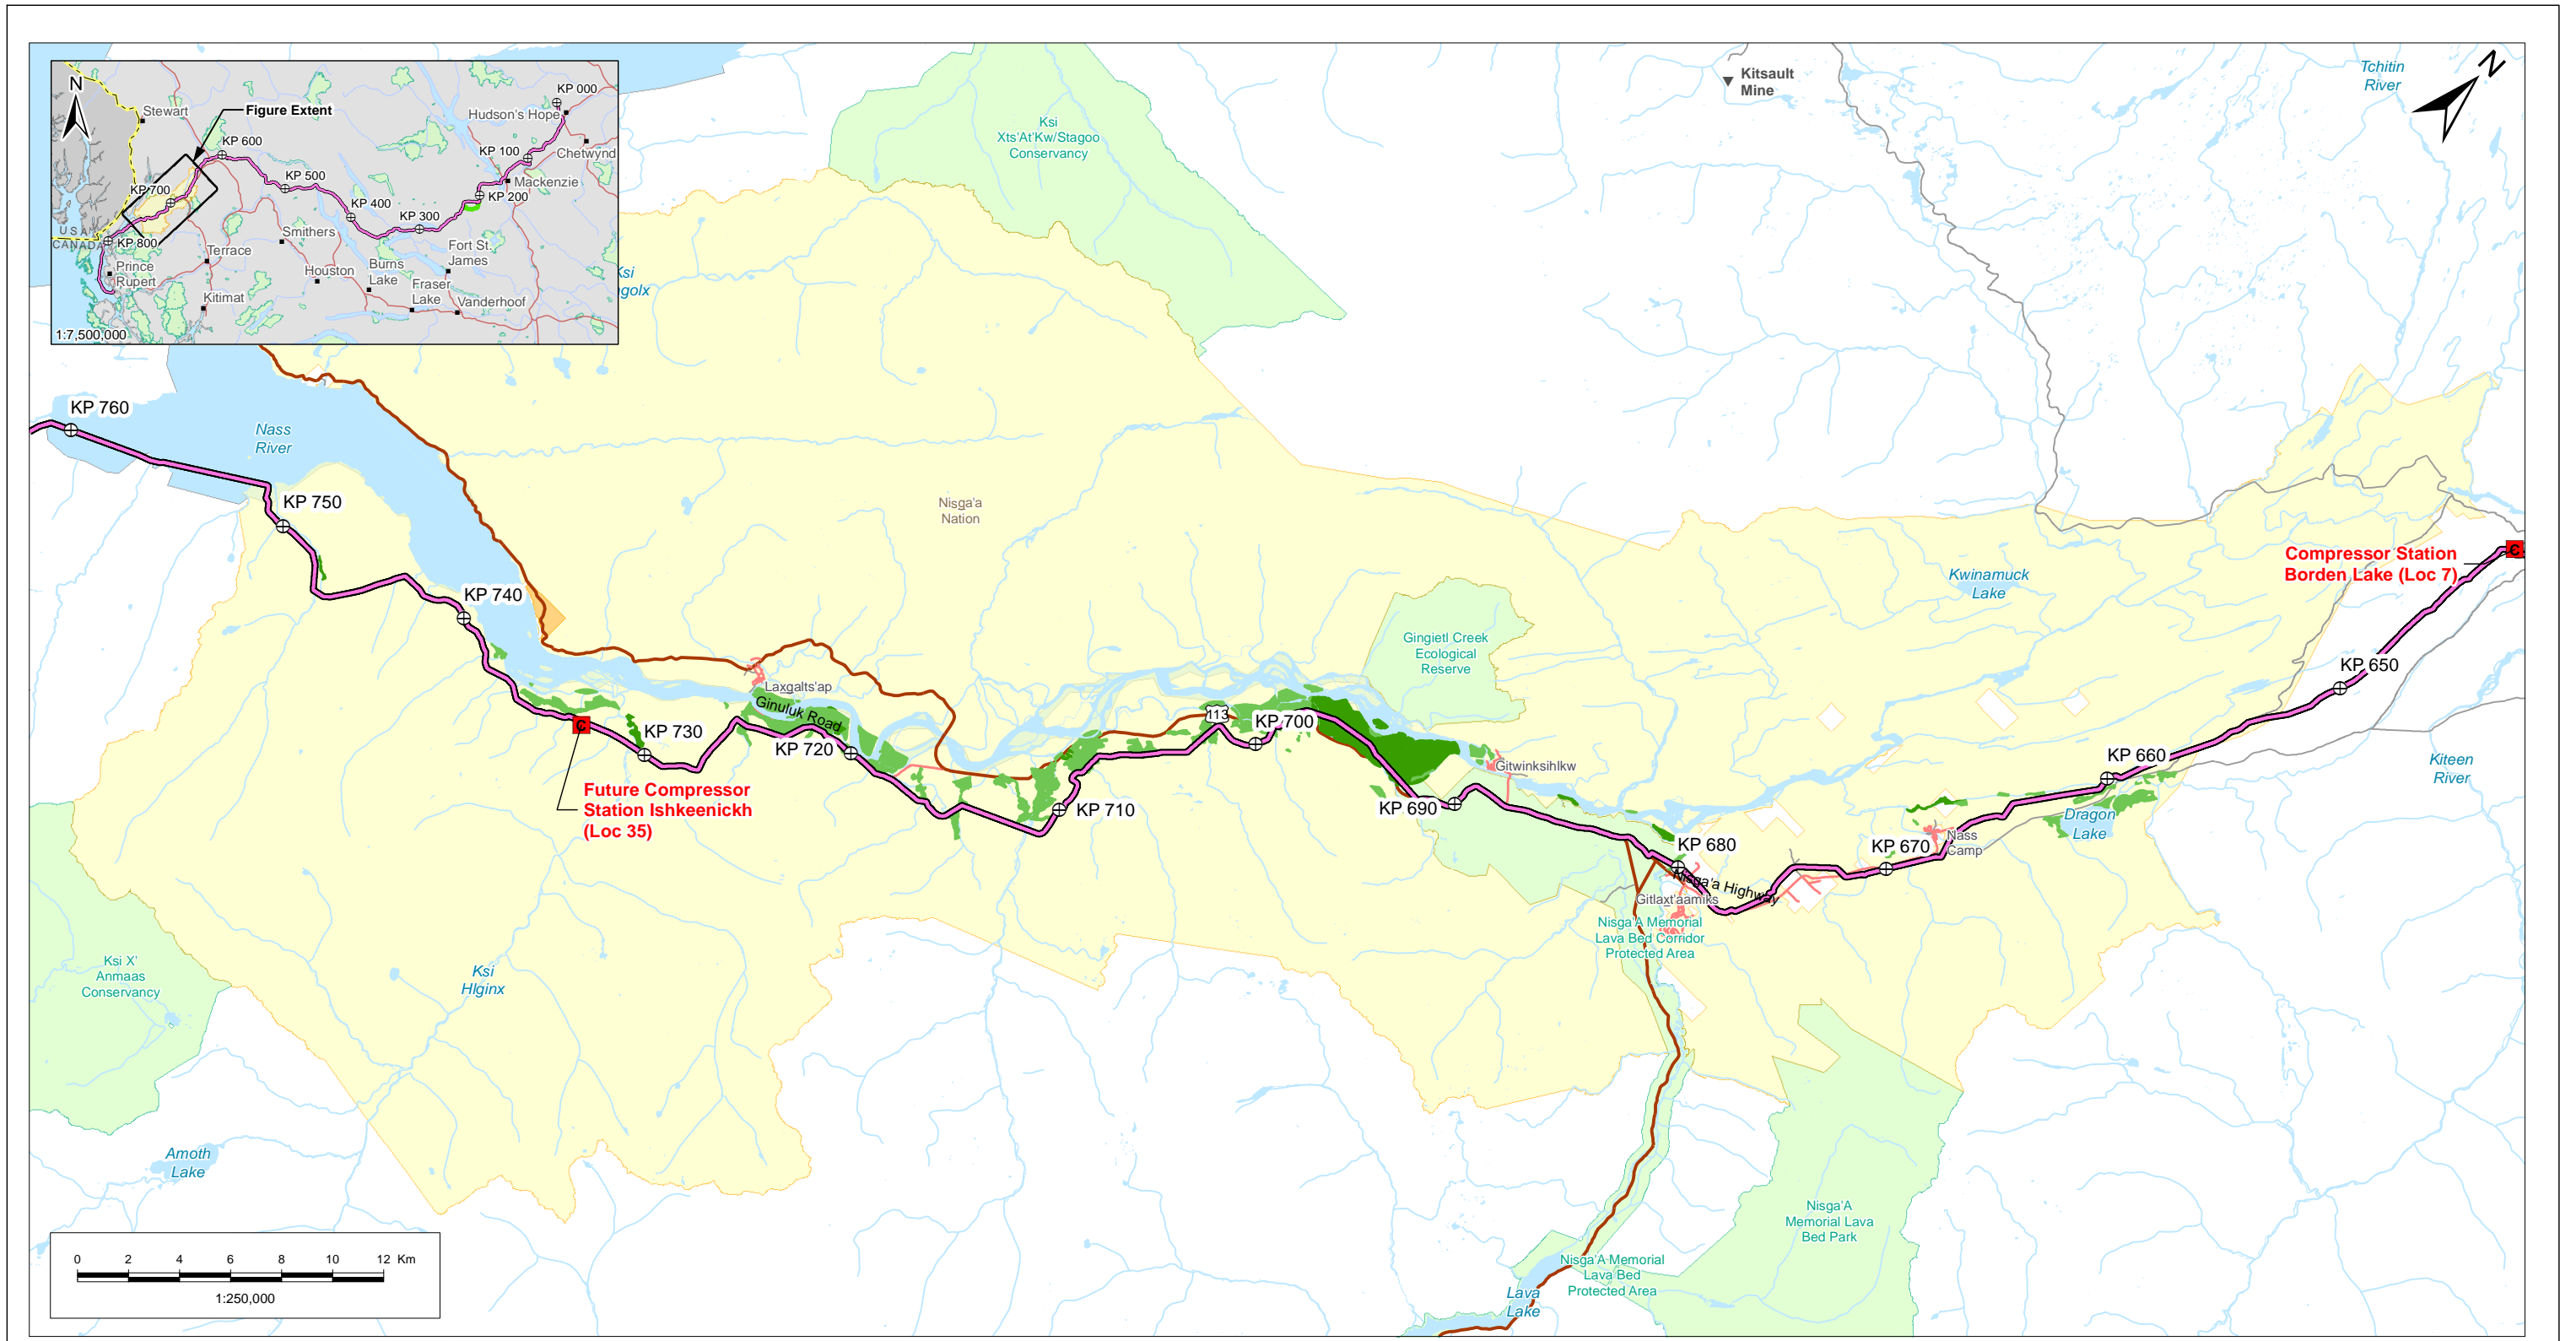 N
Stewart
Figure Extent
KP 000
Hudson's Hope
KP 600
KP 100
Chetwynd
KP 500
KP 700
Mackenzie
KP 200
KP 400
KP 300
USA
CANADA
KP 800
Smithers
Terrace
Fort St.
James
Prince
Rupert
Houston
Burns
Lake
Fraser
Lake
Kitimat
Vanderhoof
1:7,500,000
Ksi
Xts'At'Kw/Stagoo
Conservancy
Kitsault
Mine
Tchitin
River
N
Ksi
KP 760
Nass
River
KP 750
Nisga'a
Nation
Compressor Station
Borden Lake (Loc 7)
C
Kwinamuck
Lake
KP 740
Gingietl Creek
Ecological
Reserve
KP 650
Laxgalts'ap
Ginuluk Road
113
KP 700
C
KP 730
KP 720
Gitwinksihlkw
KP 660
Kiteen
River
Future Compressor
Station Ishkeenickh
(Loc 35)
KP 710
KP 690
Dragon
Lake
KP 680
KP 670
Nass
Camp
Nisga'a Highway
Gitlaxt'aamiks
Nisga'A Memorial
Lava Bed Corridor
Protected Area
Ksi X'
Anmaas
Conservancy
Ksi
Hlginx
Amoth
Lake
Nisga'A
Memorial Lava
Bed Park
Nisga'A Memorial
Lava Bed
Protected Area
Lava
Lake
0 2 4 6 8 10 12 Km
1:250,000